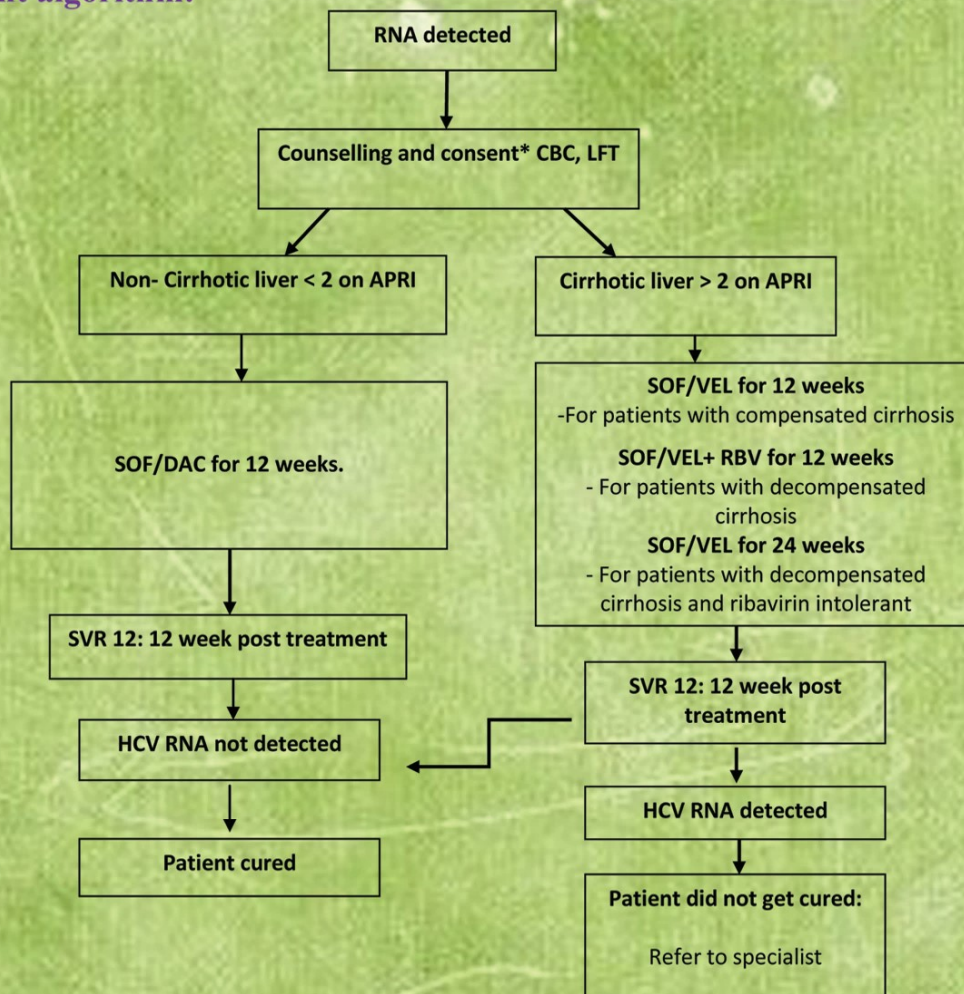 algorithm.
RNA detected
Counselling and consent* CBC, LFT
Non- Cirrhotic liver < 2 on APRI
Cirrhotic liver > 2 on APRI
SOF/DAC for 12 weeks.
SOF/VEL for 12 weeks
-For patients with compensated cirrhosis
SOF/VEL+ RBV for 12 weeks
- For patients with decompensated
cirrhosis
SOF/VEL for 24 weeks
- For patients with decompensated
cirrhosis and ribavirin intolerant
SVR 12: 12 week post treatment
SVR 12: 12 week post
treatment
HCV RNA not detected
HCV RNA detected
Patient cured
Patient did not get cured:
Refer to specialist